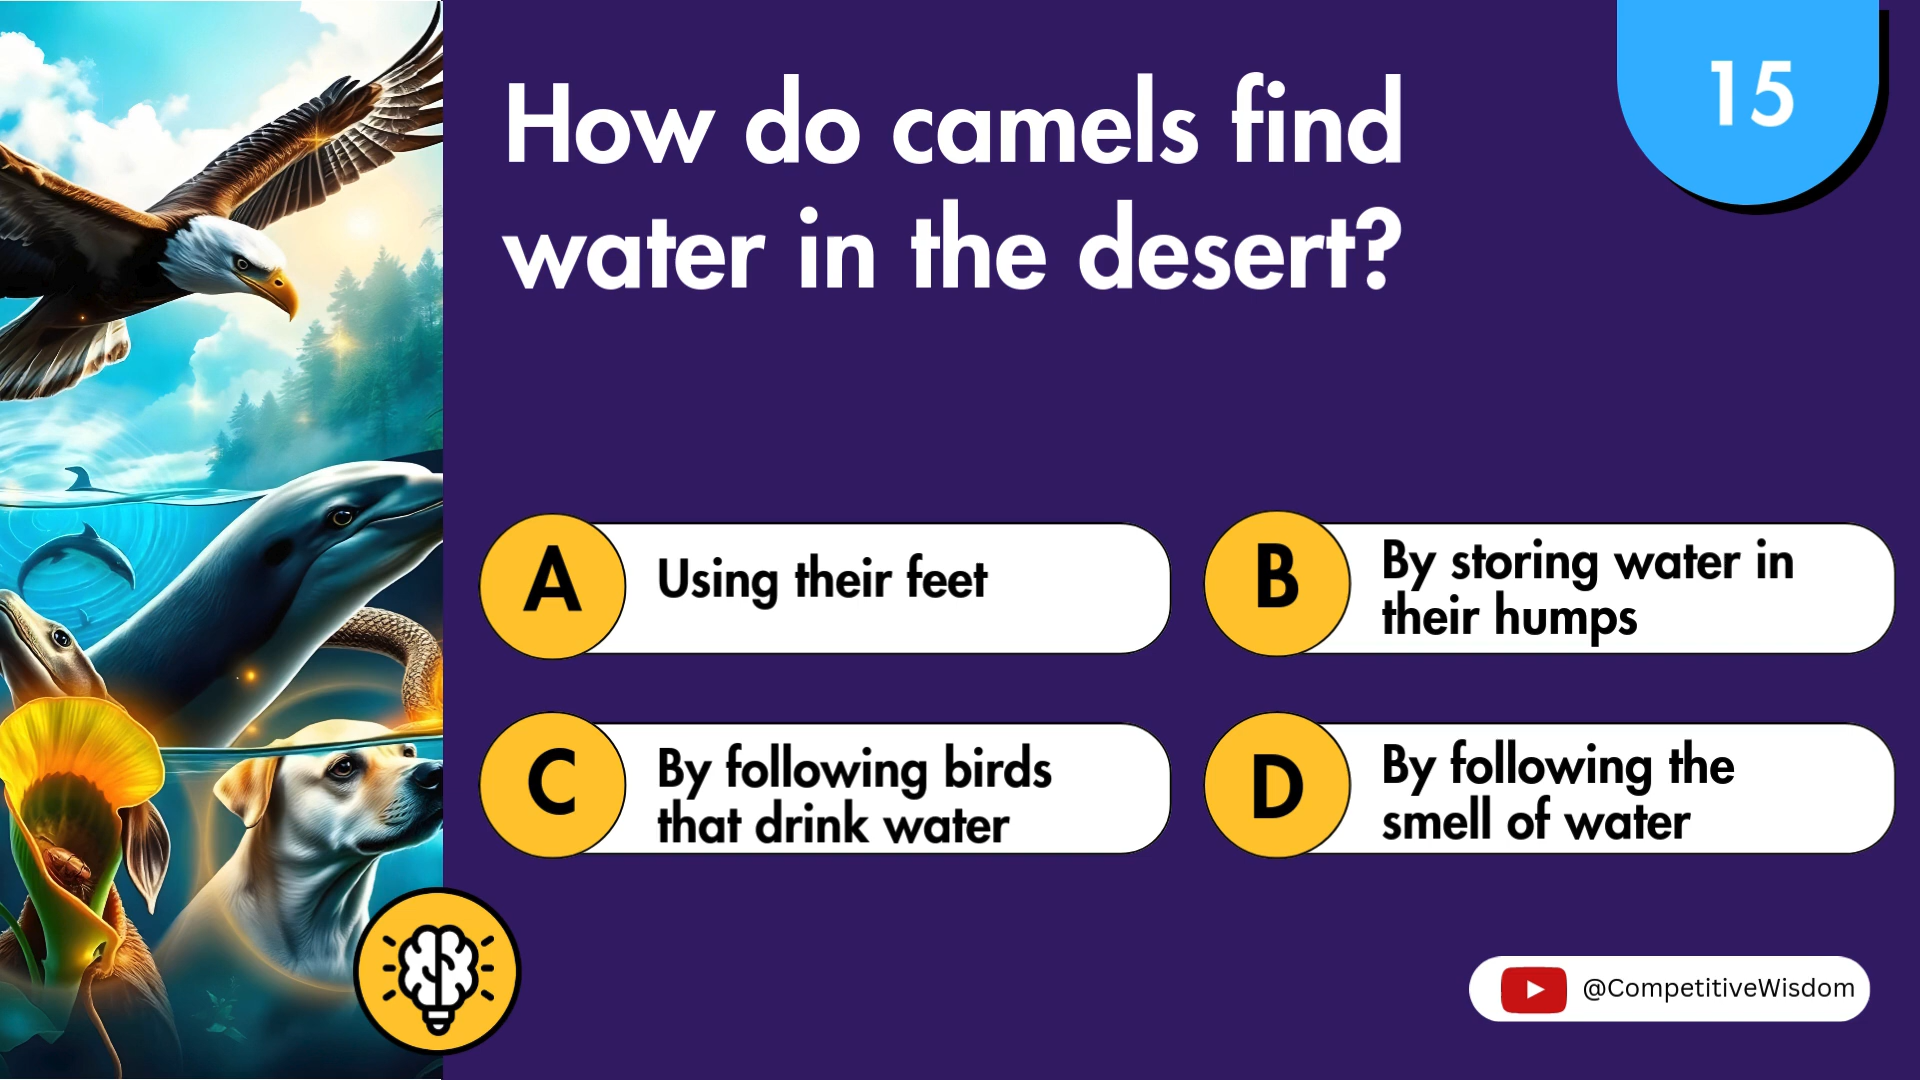 How do camels find
water in the desert?
15
A
Using their feet
B
By storing water in
their humps
C
By following birds
that drink water
D
By following the
smell of water
@CompetitiveWisdom